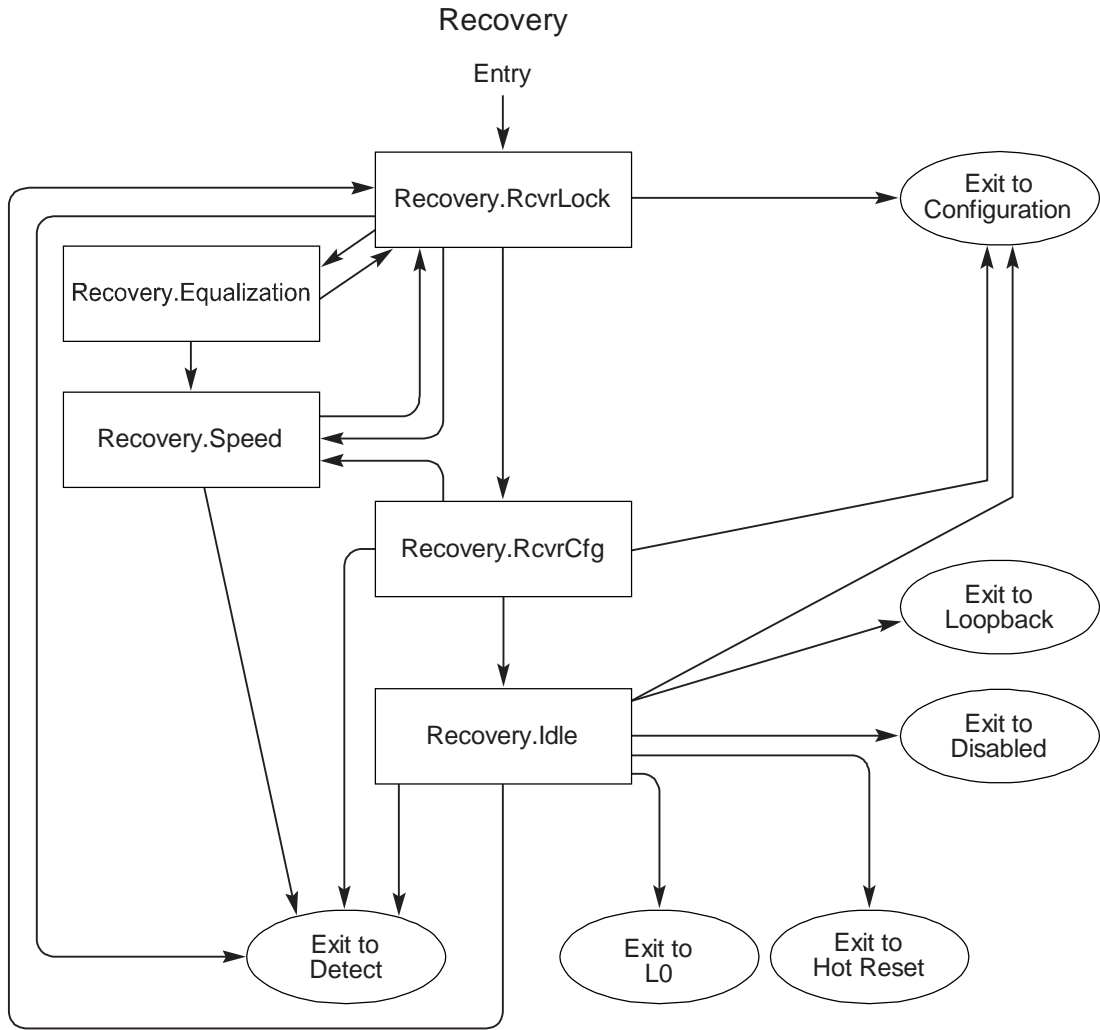 Recovery
Entry
Recovery.RcvrLock
Exit to
Configuration
Recovery.Equalization
Recovery.Speed
Recovery.RcvrCfg
Exit to
Loopback
Recovery.Idle
Exit to
Disabled
Exit to
Detect
Exit to
L0
Exit to
Hot Reset